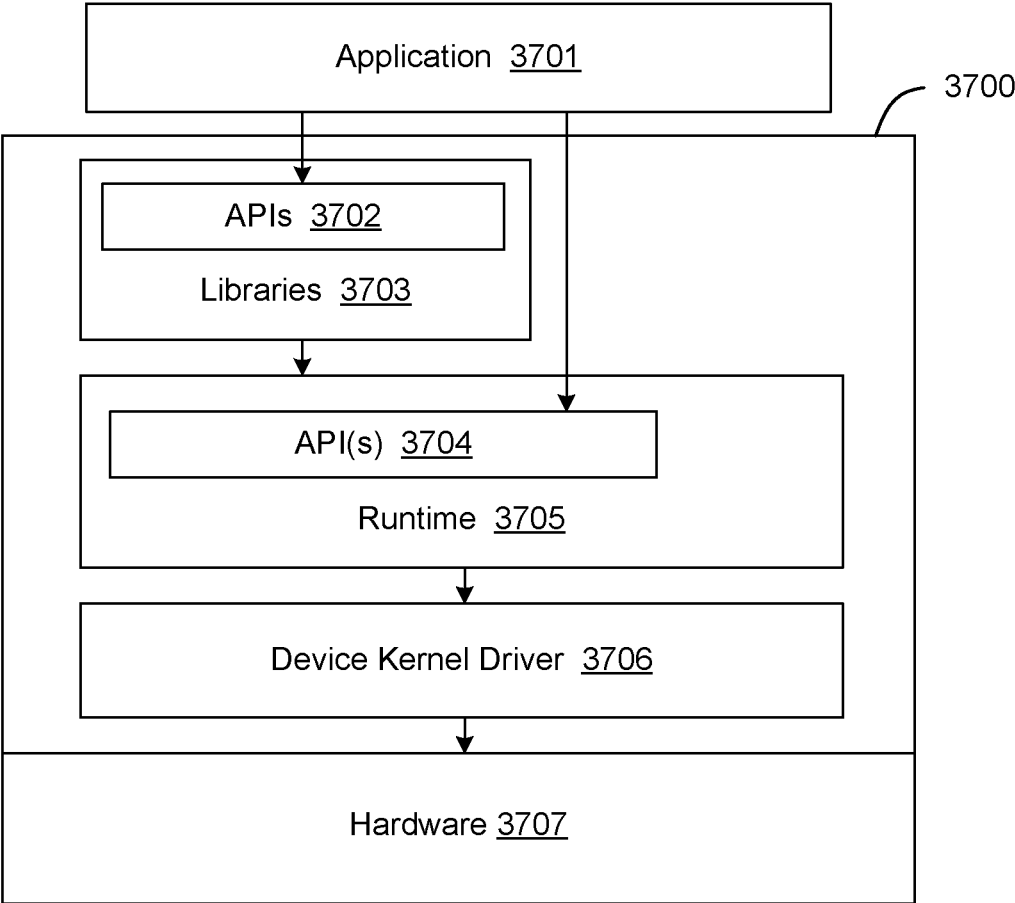 Application 3701
3700
APIs 3702
Libraries 3703
API(s) 3704
Runtime 3705
Device Kernel Driver 3706
Hardware 3707